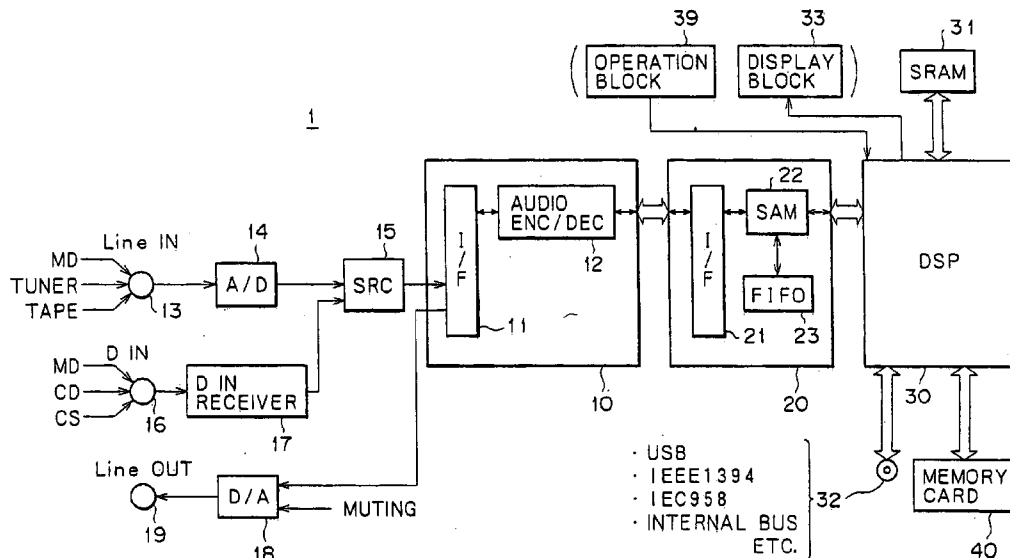 39
33
31
( OPERATION
BLOCK
DISPLAY
BLOCK )
SRAM
1
22
14
15
Line IN
MD
TUNER
TAPE
13
A/D
SRC
I/F
AUDIO
ENC/DEC
12
11
I/F
SAM
FIFO
21
23
DSP
D IN
MD
CD
CS
16
D IN
RECEIVER
17
10
20
30
Line OUT
19
D/A
18
MUTING
· USB
· IEEE1394
· IEC958
· INTERNAL BUS
ETC.
32
MEMORY
CARD
40